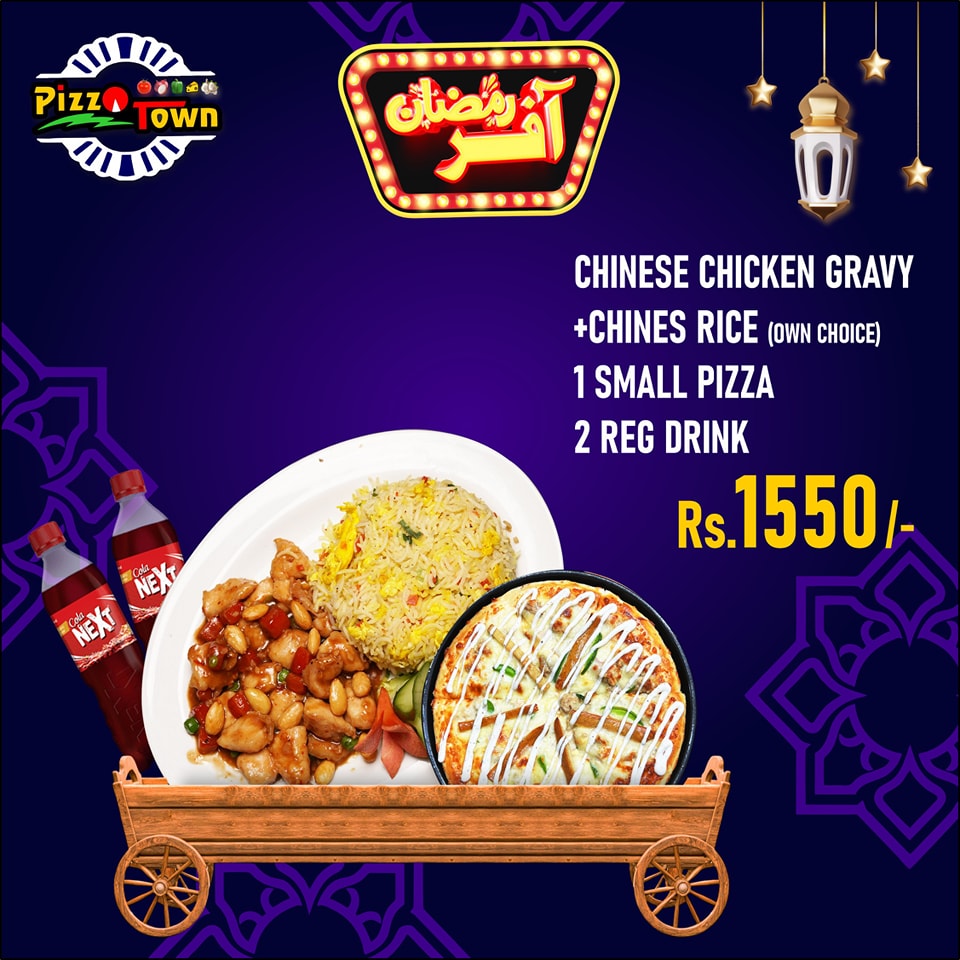 Pizza Town
رمضان
آفر
CHINESE CHICKEN GRAVY
+CHINES RICE (OWN CHOICE)
1 SMALL PIZZA
2 REG DRINK
Rs.1550/-
Cola
NEXT
Cola
NEXT